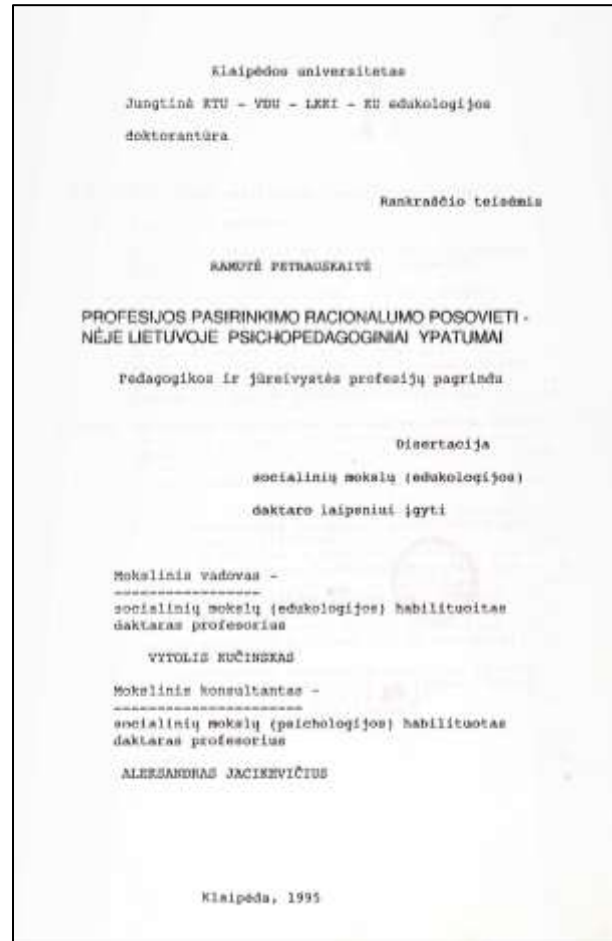 Klaipėdos universitetas
Jungtinė KTU - VDU - LKKI - KU edukologijos
doktorantūra
Rankraščio teisėmis
RAMUTĖ PETRAUSKAITĖ
PROFESIJOS PASIRINKIMO RACIONALUMO POSOVIETI -
NĖJE LIETUVOJE PSICHOPEDAGOGINIAI YPATUMAI
Pedagogikos ir jūreivystės profesijų pagrindu
Disertacija
socialinių mokslų (edukologijos)
daktaro laipsniui įgyti
Mokslinis vadovas -
socialinių mokslų (edukologijos) habilituoitas
daktaras profesorius
VYTOLIS KUČINSKAS
Mokslinis konsultantas -
socialinių mokslų (psichologijos) habilituotas
daktaras profesorius
ALEKSANDRAS JACIKEVIČIUS
Klaipėda, 1995